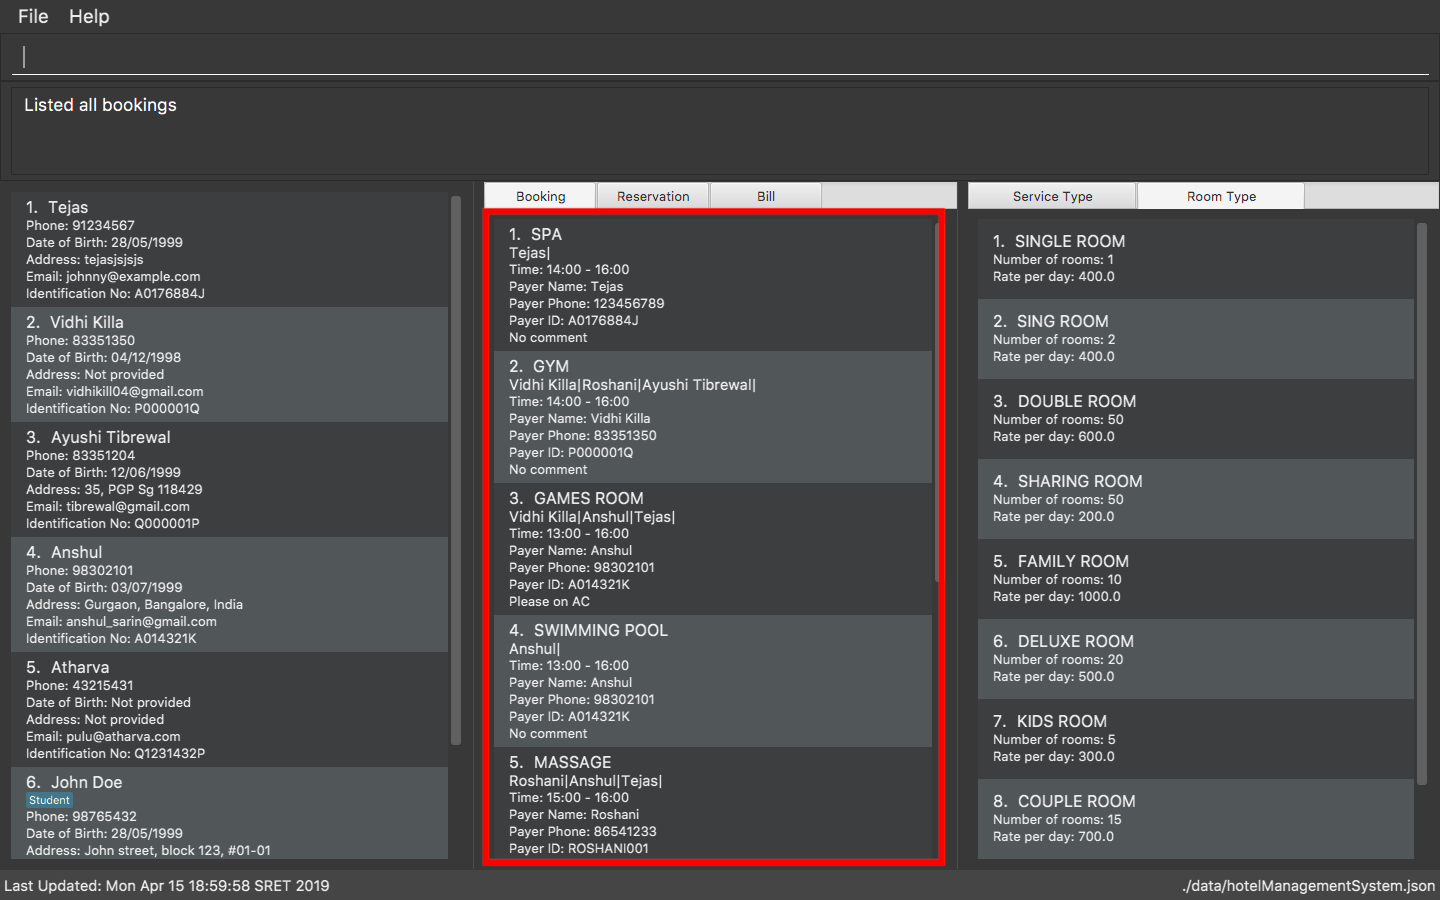 File Help
Listed all bookings
1. Tejas
Phone: 91234567
Date of Birth: 28/05/1999
Address: tejasjsjsjs
Email: johnny@example.com
Identification No: A0176884J
2. Vidhi Killa
Phone: 83351350
Date of Birth: 04/12/1998
Address: Not provided
Email: vidhikill04@gmail.com
Identification No: P000001Q
3. Ayushi Tibrewal
Phone: 83351204
Date of Birth: 12/06/1999
Address: 35, PGP Sg 118429
Email: tibrewal@gmail.com
Identification No: Q000001P
4. Anshul
Phone: 98302101
Date of Birth: 03/07/1999
Address: Gurgaon, Bangalore, India
Email: anshul_sarin@gmail.com
Identification No: A014321K
5. Atharva
Phone: 43215431
Date of Birth: Not provided
Address: Not provided
Email: pulu@atharva.com
Identification No: Q1231432P
6. John Doe
Student
Phone: 98765432
Date of Birth: 28/05/1999
Address: John street, block 123, #01-01
Booking Reservation Bill
1. SPA
Tejas|
Time: 14:00 - 16:00
Payer Name: Tejas
Payer Phone: 123456789
Payer ID: A0176884J
No comment
2. GYM
Vidhi Killa|Roshani|Ayushi Tibrewal|
Time: 14:00 - 16:00
Payer Name: Vidhi Killa
Payer Phone: 83351350
Payer ID: P000001Q
No comment
3. GAMES ROOM
Vidhi Killa|Anshul|Tejas|
Time: 13:00 - 16:00
Payer Name: Anshul
Payer Phone: 98302101
Payer ID: A014321K
Please on AC
4. SWIMMING POOL
Anshul|
Time: 13:00 - 16:00
Payer Name: Anshul
Payer Phone: 98302101
Payer ID: A014321K
No comment
5. MASSAGE
Roshani|Anshul|Tejas|
Time: 15:00 - 16:00
Payer Name: Roshani
Payer Phone: 86541233
Payer ID: ROSHANI001
Service Type Room Type
1. SINGLE ROOM
Number of rooms: 1
Rate per day: 400.0
2. SING ROOM
Number of rooms: 2
Rate per day: 400.0
3. DOUBLE ROOM
Number of rooms: 50
Rate per day: 600.0
4. SHARING ROOM
Number of rooms: 50
Rate per day: 200.0
5. FAMILY ROOM
Number of rooms: 10
Rate per day: 1000.0
6. DELUXE ROOM
Number of rooms: 20
Rate per day: 500.0
7. KIDS ROOM
Number of rooms: 5
Rate per day: 300.0
8. COUPLE ROOM
Number of rooms: 15
Rate per day: 700.0
Last Updated: Mon Apr 15 18:59:58 SRET 2019
./data/hotelManagementSystem.json